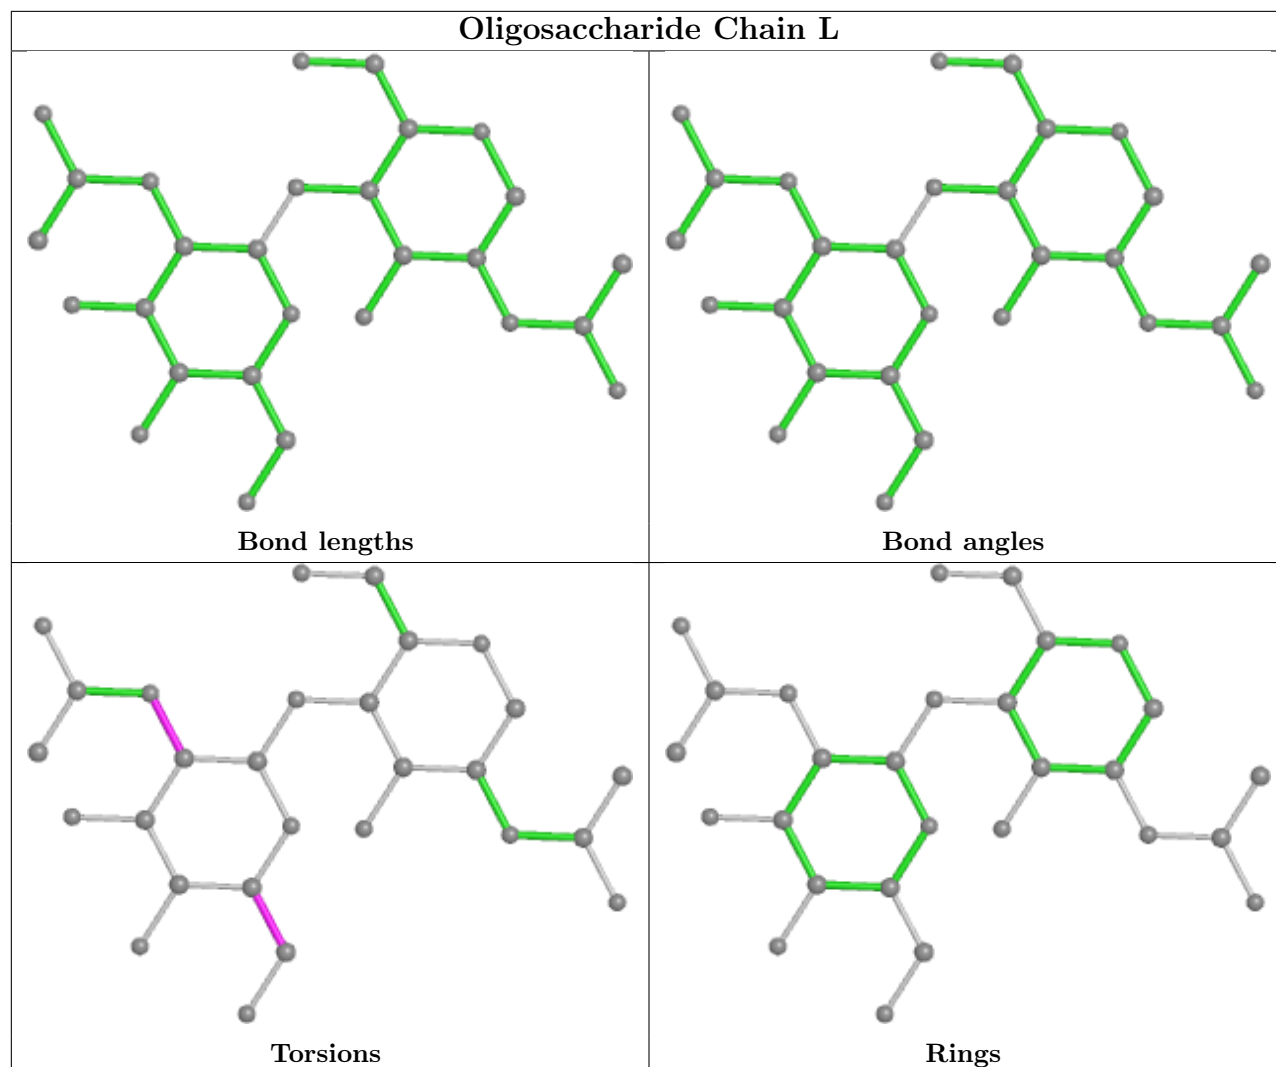 Oligosaccharide Chain L
Bond lengths
Bond angles
Torsions
Rings